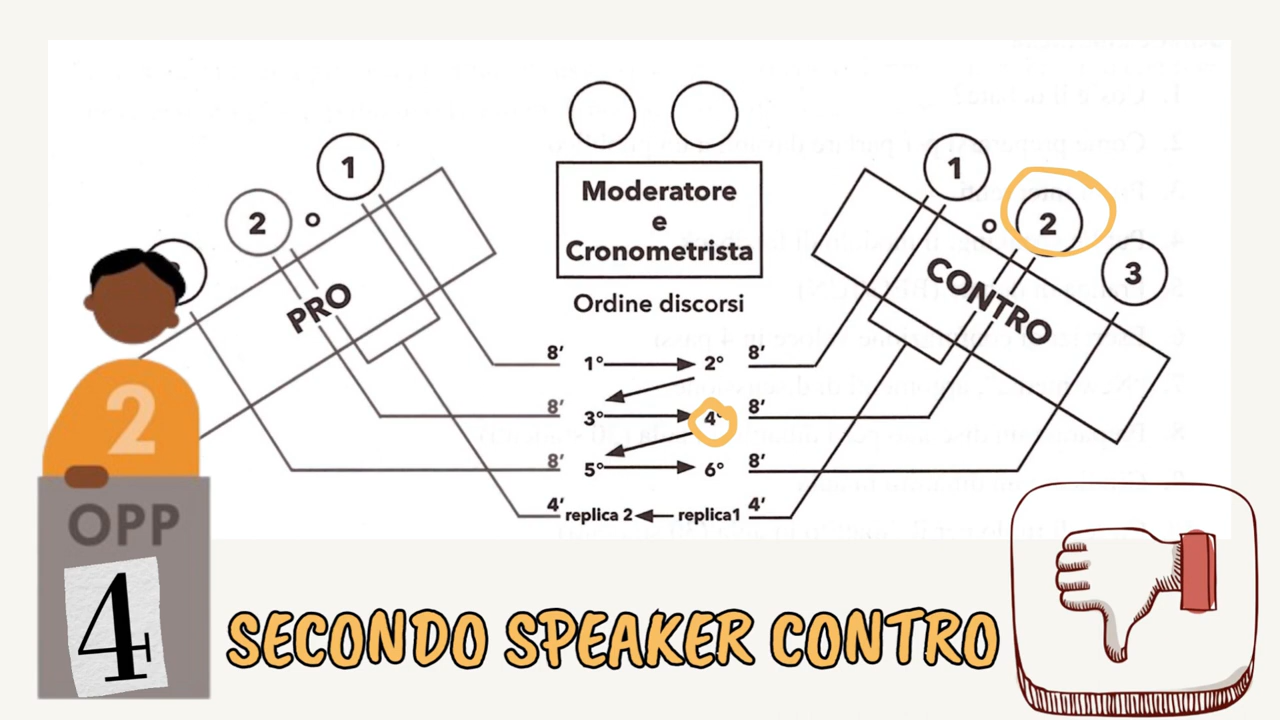 1
1
Moderatore
e
Cronometrista
2 o
o 2
3
PRO
CONTRO
Ordine discorsi
8' 1° 2° 8'
8' 3° 4° 8'
8' 5° 6° 8'
4' replica 2 replica1 4'
2
OPP
4
SECONDO SPEAKER CONTRO